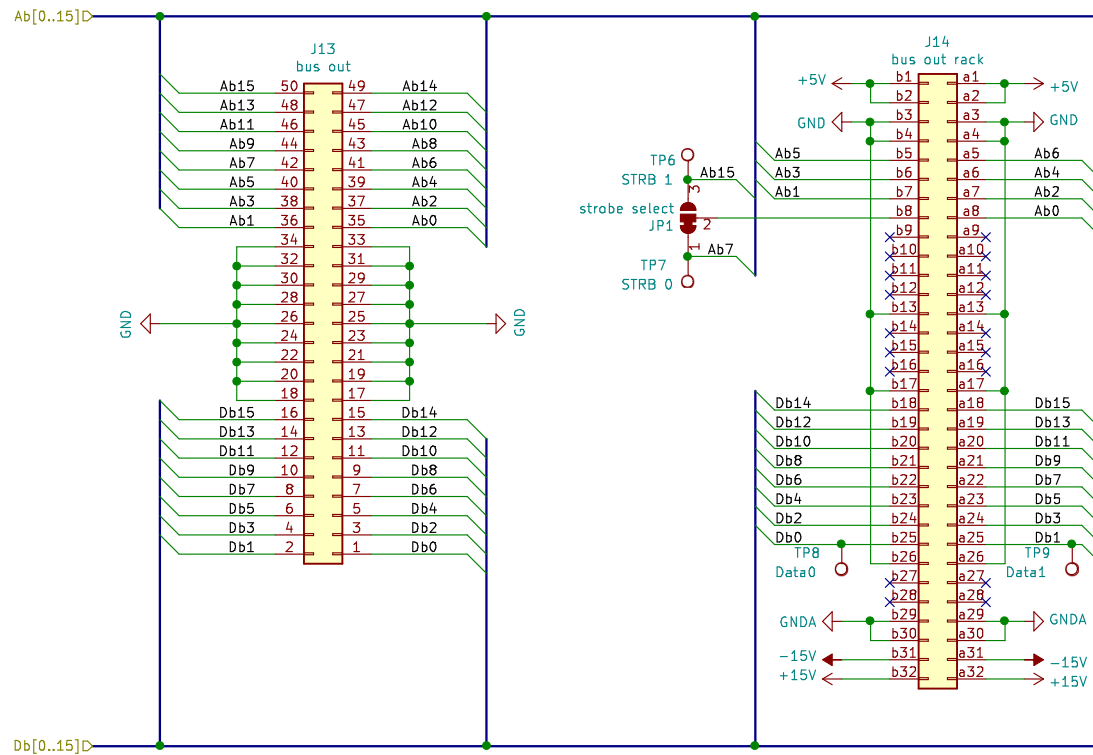 Ab[0..15]
J13
bus out
Ab15 50 49 Ab14
Ab13 48 47 Ab12
Ab11 46 45 Ab10
Ab9 44 43 Ab8
Ab7 42 41 Ab6
Ab5 40 39 Ab4
Ab3 38 37 Ab2
Ab1 36 35 Ab0
34 33
32 31
30 29
28 27
GND 26 25 GND
24 23
22 21
20 19
18 17
Db15 16 15 Db14
Db13 14 13 Db12
Db11 12 11 Db10
Db9 10 9 Db8
Db7 8 7 Db6
Db5 6 5 Db4
Db3 4 3 Db2
Db1 2 1 Db0
TP6
STRB 1 Ab15
3
strobe select
JP1 2
1 Ab7
TP7
STRB 0
J14
bus out rack
+5V b1 a1 +5V
b2 a2
GND b3 a3 GND
b4 a4
Ab5 b5 a5 Ab6
Ab3 b6 a6 Ab4
Ab1 b7 a7 Ab2
b8 a8 Ab0
b9 a9
b10 a10
b11 a11
b12 a12
b13 a13
b14 a14
b15 a15
b16 a16
b17 a17
Db14 b18 a18 Db15
Db12 b19 a19 Db13
Db10 b20 a20 Db11
Db8 b21 a21 Db9
Db6 b22 a22 Db7
Db4 b23 a23 Db5
Db2 b24 a24 Db3
Db0 b25 a25 Db1
TP8 b26 a26 TP9
Data0 b27 a27 Data1
b28 a28
GNDA b29 a29 GNDA
b30 a30
-15V b31 a31 -15V
+15V b32 a32 +15V
Db[0..15]